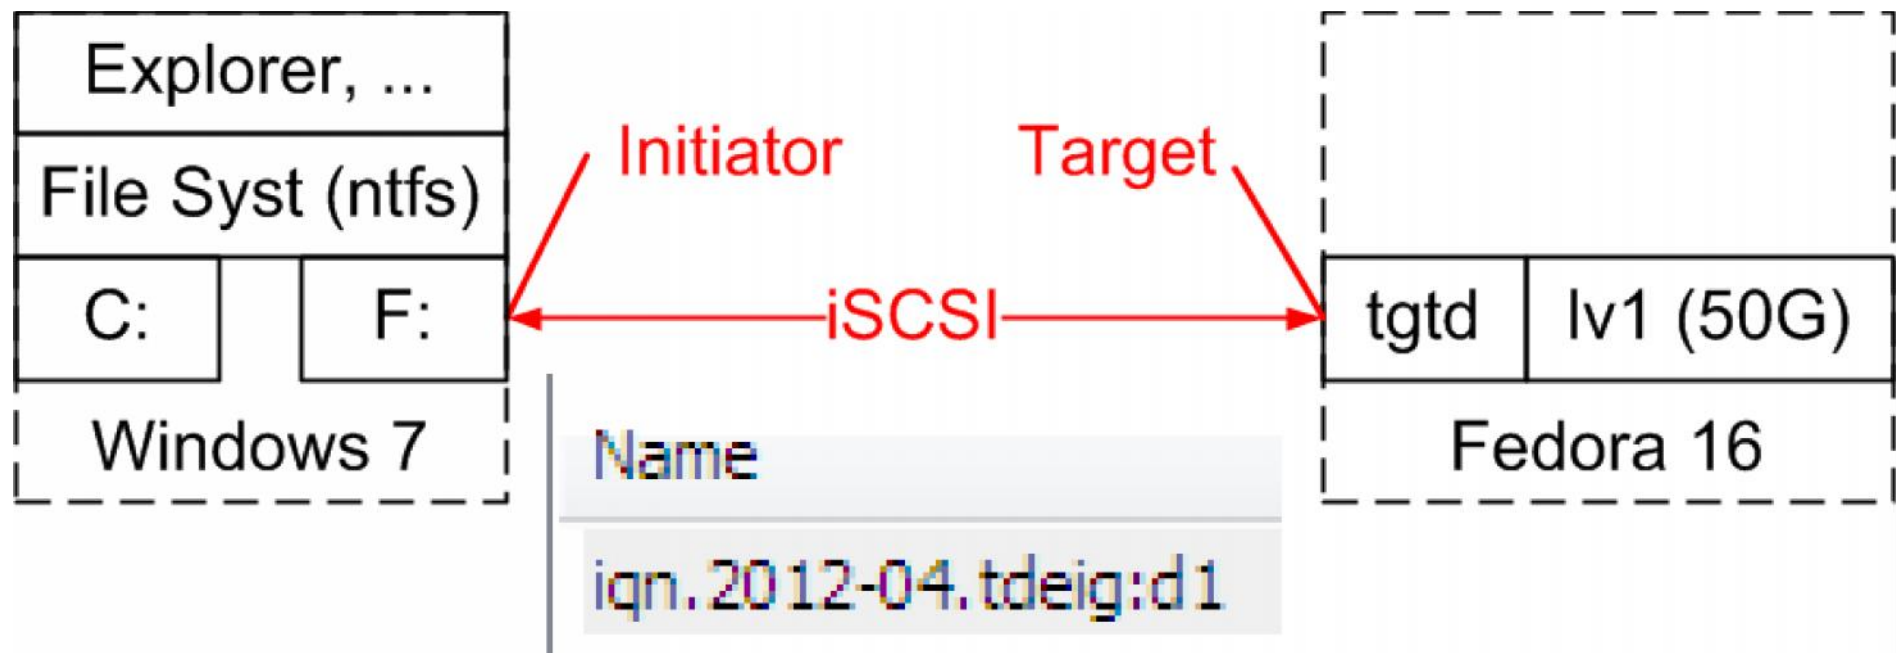 Explorer, ...
File Syst (ntfs)
C:
F:
Windows 7
Initiator
Target
iSCSI
Name
iqn.2012-04.tdeig:d1
tgtd
lv1 (50G)
Fedora 16